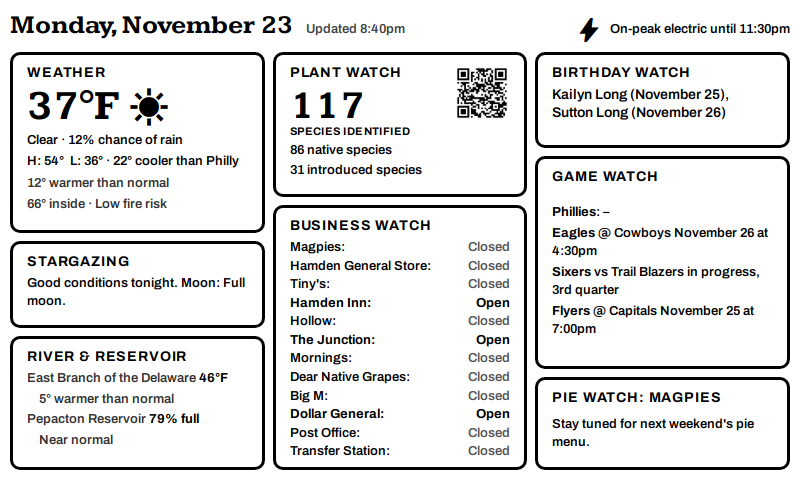 Monday, November 23 Updated 8:40pm
On-peak electric until 11:30pm
WEATHER
37°F
Clear · 12% chance of rain
H: 54° L: 36° · 22° cooler than Philly
12° warmer than normal
66° inside · Low fire risk
STARGAZING
Good conditions tonight. Moon: Full
moon.
RIVER & RESERVOIR
East Branch of the Delaware 46°F
5° warmer than normal
Pepacton Reservoir 79% full
Near normal
PLANT WATCH
117
SPECIES IDENTIFIED
86 native species
31 introduced species
BUSINESS WATCH
Magpies: Closed
Hamden General Store: Closed
Tiny's: Closed
Hamden Inn: Open
Hollow: Closed
The Junction: Open
Mornings: Closed
Dear Native Grapes: Closed
Big M: Closed
Dollar General: Open
Post Office: Closed
Transfer Station: Closed
BIRTHDAY WATCH
Kailyn Long (November 25),
Sutton Long (November 26)
GAME WATCH
Phillies: –
Eagles @ Cowboys November 26 at
4:30pm
Sixers vs Trail Blazers in progress,
3rd quarter
Flyers @ Capitals November 25 at
7:00pm
PIE WATCH: MAGPIES
Stay tuned for next weekend's pie
menu.